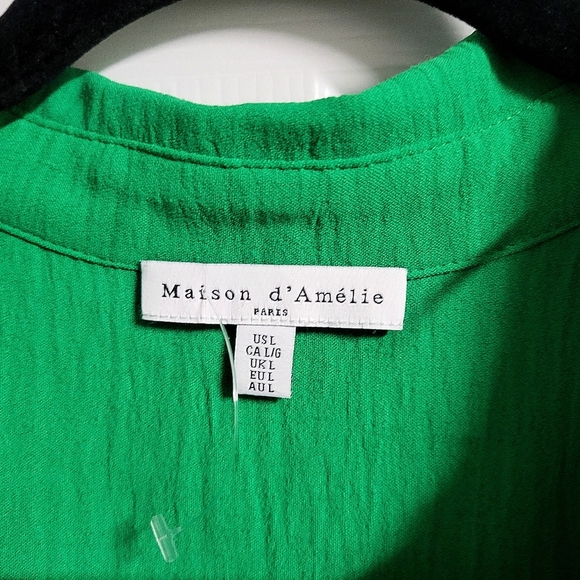 Maison d'Amélie
PARIS
US L
CA L/G
UK L
EU L
AU L